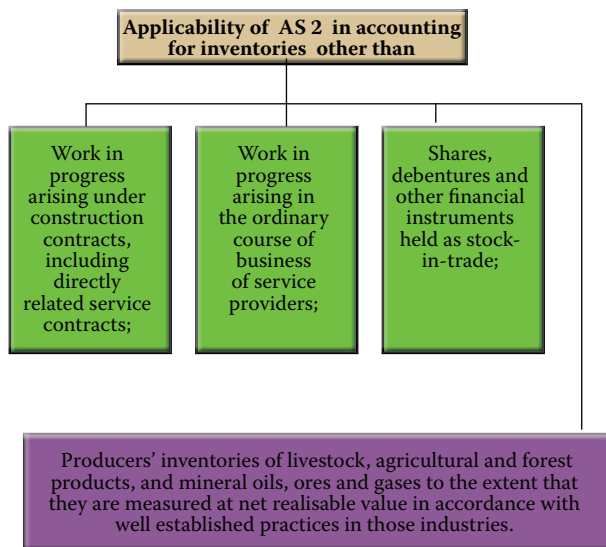 Applicability of AS 2 in accounting
for inventories other than
Work in
progress
arising under
construction
contracts,
including
directly
related service
contracts;
Work in
progress
arising in
the ordinary
course of
business
of service
providers;
Shares,
debentures and
other financial
instruments
held as stock-
in-trade;
Producers' inventories of livestock, agricultural and forest
products, and mineral oils, ores and gases to the extent that
they are measured at net realisable value in accordance with
well established practices in those industries.